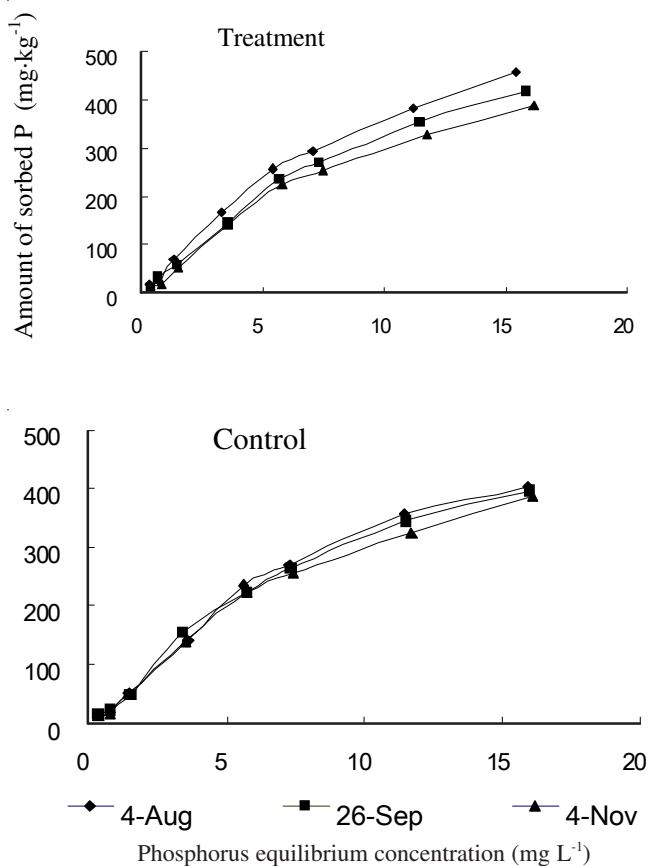 Treatment
Amount of sorbed P (mg·kg-1)
500
400
300
200
100
0
0 5 10 15 20
Control
500
400
300
200
100
0
0 5 10 15 20
4-Aug 26-Sep 4-Nov
Phosphorus equilibrium concentration (mg L-1)